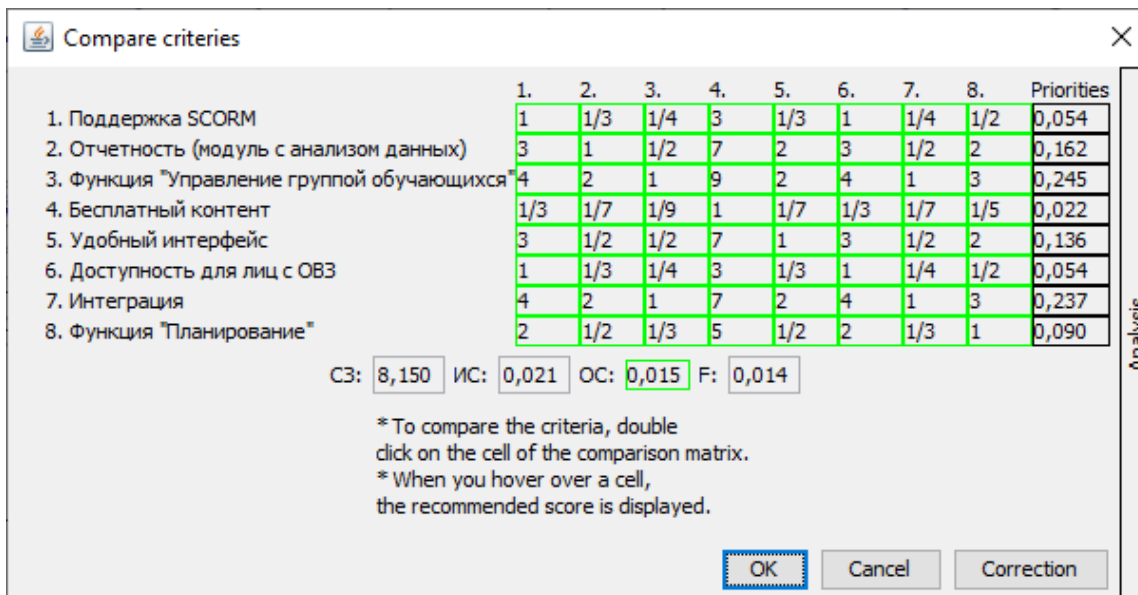 Compare criteries
1. 2. 3. 4. 5. 6. 7. 8. Priorities
1. Поддержка SCORM 1 1/3 1/4 3 1/3 1 1/4 1/2 0,054
2. Отчетность (модуль с анализом данных) 3 1 1/2 7 2 3 1/2 2 0,162
3. Функция "Управление группой обучающихся" 4 2 1 9 2 4 1 3 0,245
4. Бесплатный контент 1/3 1/7 1/9 1 1/7 1/3 1/7 1/5 0,022
5. Удобный интерфейс 3 1/2 1/2 7 1 3 1/2 2 0,136
6. Доступность для лиц с ОВЗ 1 1/3 1/4 3 1/3 1 1/4 1/2 0,054
7. Интеграция 4 2 1 7 2 4 1 3 0,237
8. Функция "Планирование" 2 1/2 1/3 5 1/2 2 1/3 1 0,090
СЗ: 8,150 ИС: 0,021 ОС: 0,015 F: 0,014
* To compare the criteria, double
click on the cell of the comparison matrix.
* When you hover over a cell,
the recommended score is displayed.
OK Cancel Correction
Analysis